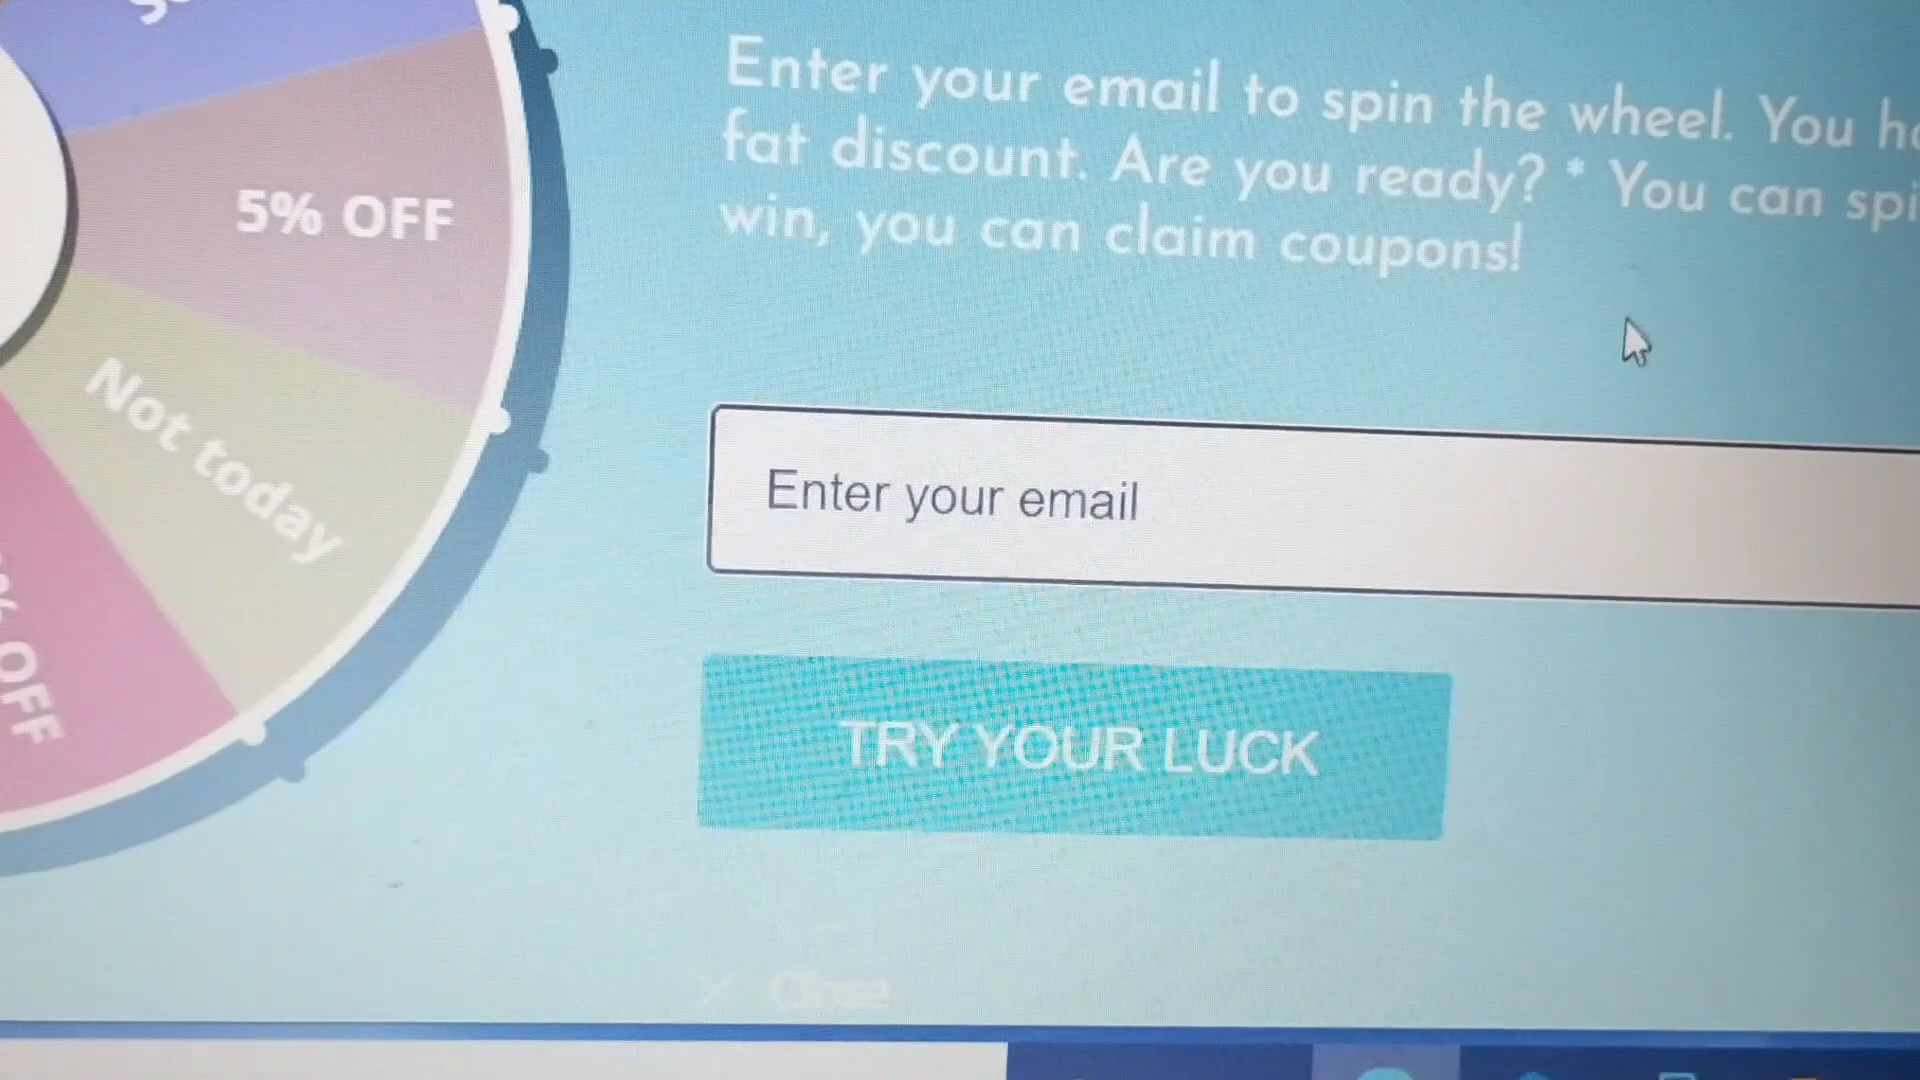 5% OFF
Not today
% OFF
Enter your email to spin the wheel. You
fat discount. Are you ready? * You can
win, you can claim coupons!
Enter your email
TRY YOUR LUCK
Close